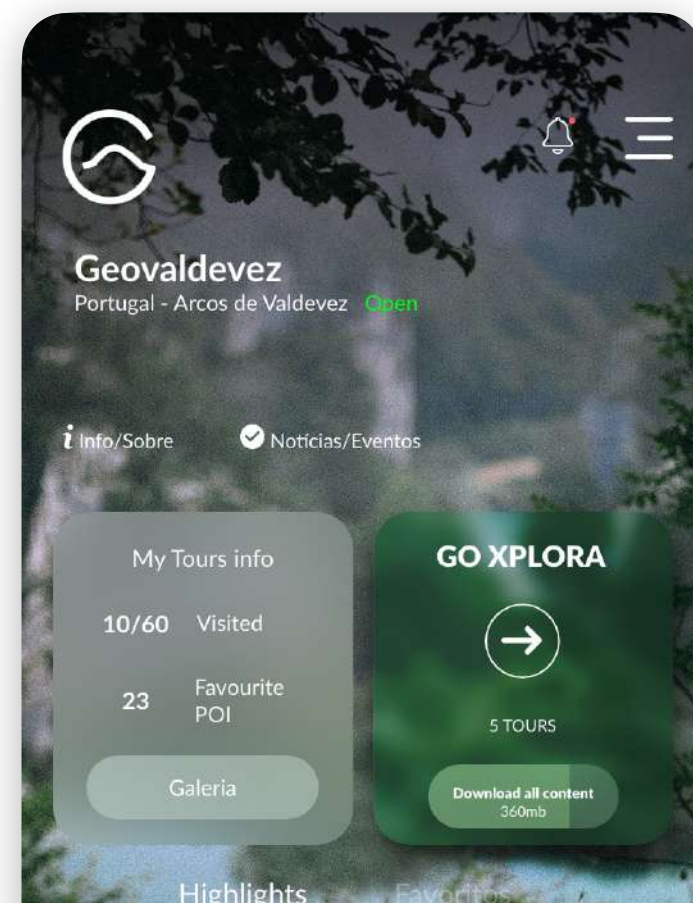 Geovaldevez
Portugal - Arcos de Valdevez Open
i Info/Sobre Notícias/Eventos
My Tours info
10/60 Visited
23 Favourite
POI
Galeria
GO XPLORA
5 TOURS
Download all content
360mb
Highlights Favoritos